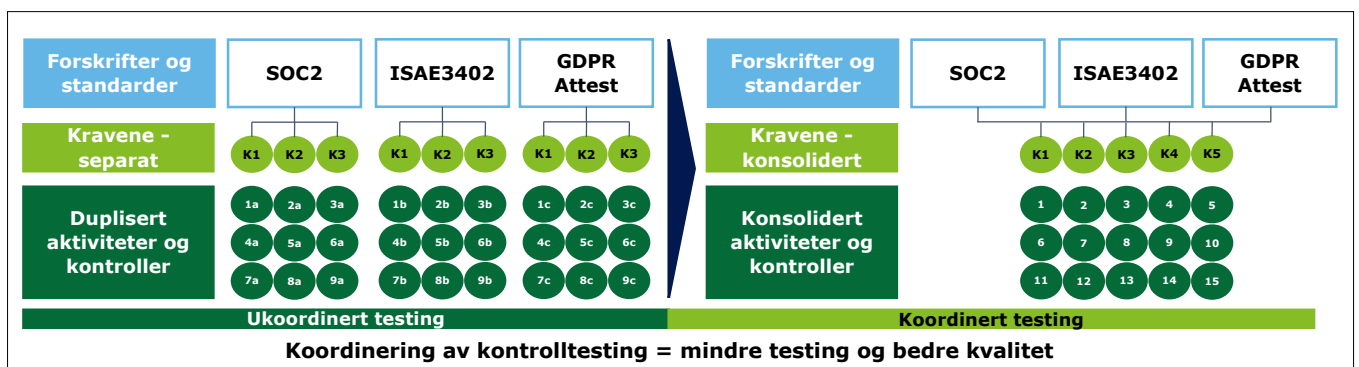 Forskrifter og
standarder
SOC2
ISAE3402
GDPR
Attest
Kravene -
separat
K1 K2 K3 K1 K2 K3 K1 K2 K3
Duplisert
aktiviteter og
kontroller
1a 2a 3a 1b 2b 3b 1c 2c 3c
4a 5a 6a 4b 5b 6b 4c 5c 6c
7a 8a 9a 7b 8b 9b 7c 8c 9c
Ukoordinert testing
Forskrifter og
standarder
SOC2
ISAE3402
GDPR
Attest
Kravene -
konsolidert
K1 K2 K3 K4 K5
Konsolidert
aktiviteter og
kontroller
1 2 3 4 5
6 7 8 9 10
11 12 13 14 15
Koordinert testing
Koordinering av kontrolltesting = mindre testing og bedre kvalitet